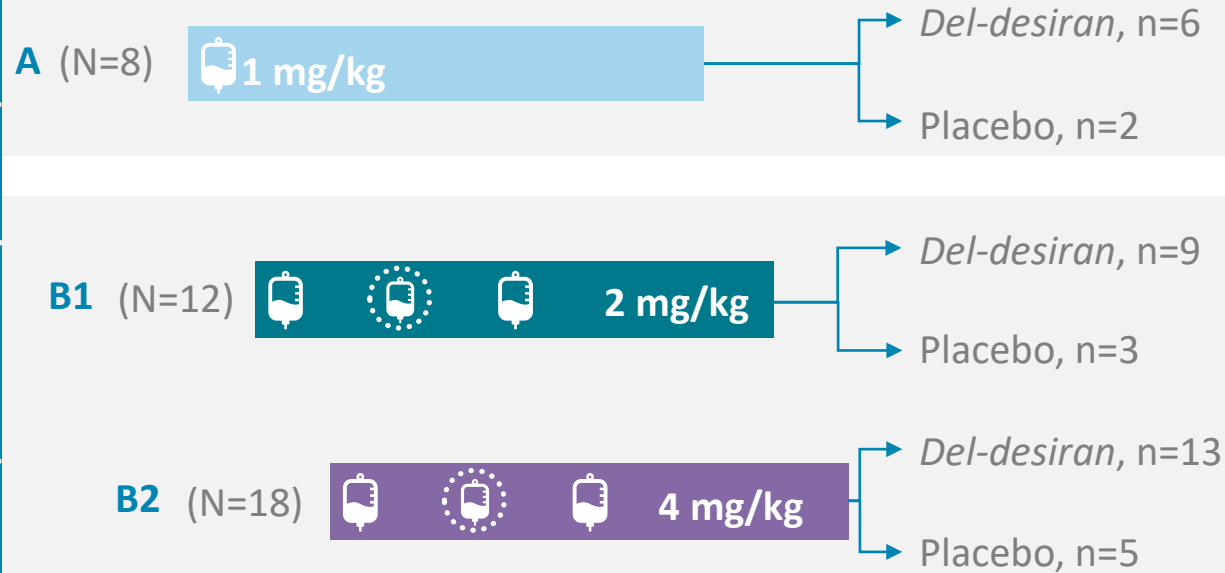 A (N=8)
1 mg/kg
Del-desiran, n=6
Placebo, n=2
B1 (N=12)
2 mg/kg
Del-desiran, n=9
Placebo, n=3
B2 (N=18)
4 mg/kg
Del-desiran, n=13
Placebo, n=5